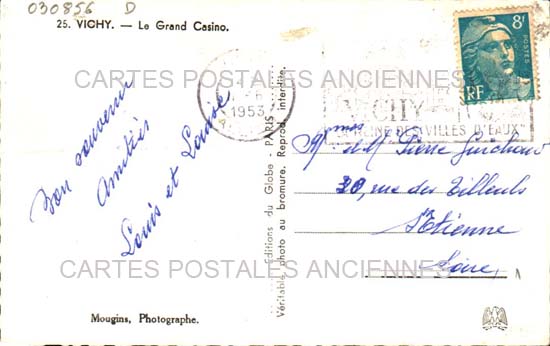 030856 D
25. VICHY. — Le Grand Casino.
8F
POSTES
RF
1953
VICHY
REINE DES VILLES D'EAUX"
CARTES POSTALES ANCIENNES
Bon souvenir
Amitiés
Louis et Louise
Éditions du Globe - PARIS
Véritable photo au bromure. Reprod. interdite.
Mr et Mme Pierre
20, rue des Tilleuls
St Etienne
Loire
CARTES POSTALES ANCIENNES
Mougins, Photographe.